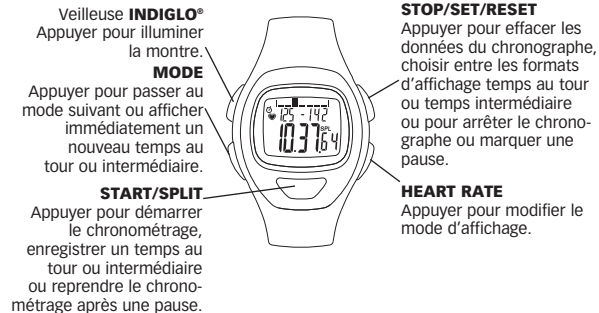 Veilleuse INDIGLO®
Appuyer pour illuminer
la montre.
MODE
Appuyer pour passer au
mode suivant ou afficher
immédiatement un
nouveau temps au
tour ou intermédiaire.
START/SPLIT
Appuyer pour démarrer
le chronométrage,
enregistrer un temps au
tour ou intermédiaire
ou reprendre le chrono-
métrage après une pause.
125 - 142
SPL
10.37.64
STOP/SET/RESET
Appuyer pour effacer les
données du chronographe,
choisir entre les formats
d'affichage temps au tour
ou temps intermédiaire
ou pour arrêter le chrono-
graphe ou marquer une
pause.
HEART RATE
Appuyer pour modifier le
mode d'affichage.